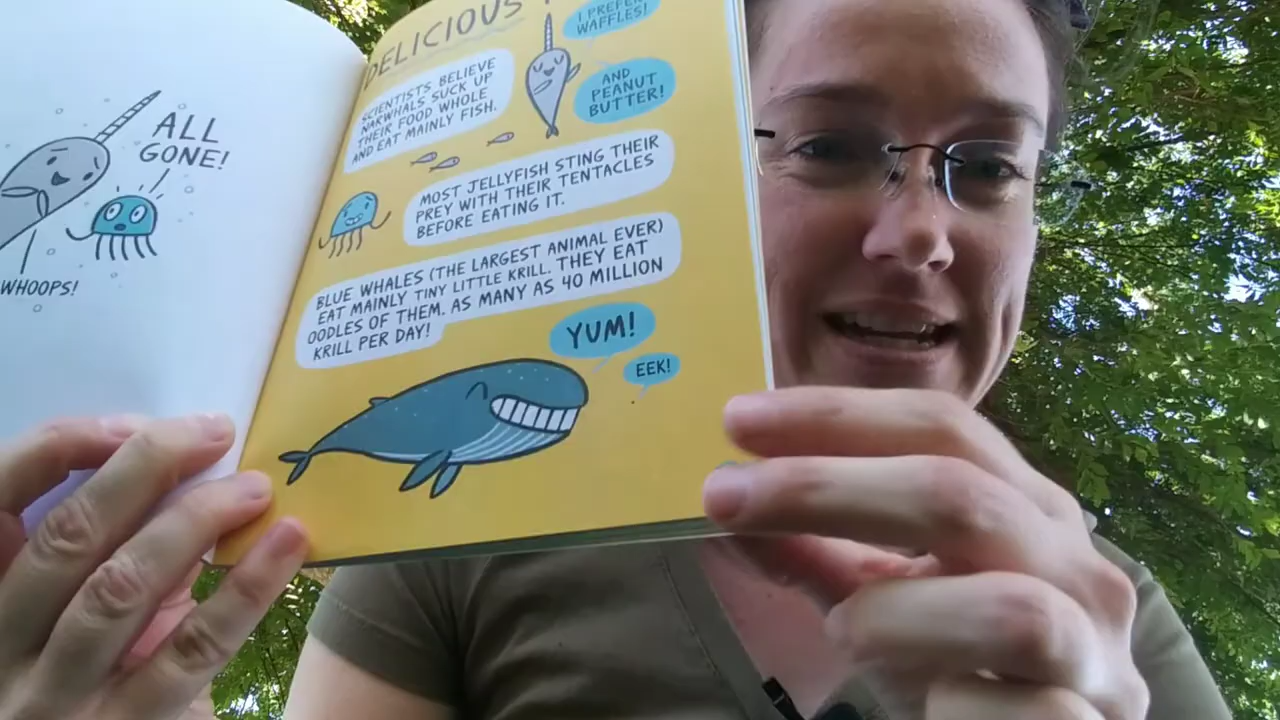 ALL
GONE!
WHOOPS!
DELICIOUS
I PREFER
WAFFLES!
AND
PEANUT
BUTTER!
SCIENTISTS BELIEVE
NARWHALS SUCK UP
THEIR FOOD WHOLE
AND EAT MAINLY FISH.
MOST JELLYFISH STING THEIR
PREY WITH THEIR TENTACLES
BEFORE EATING IT.
BLUE WHALES (THE LARGEST ANIMAL EVER)
EAT MAINLY TINY LITTLE KRILL. THEY EAT
OODLES OF THEM. AS MANY AS 40 MILLION
KRILL PER DAY!
YUM!
EEK!